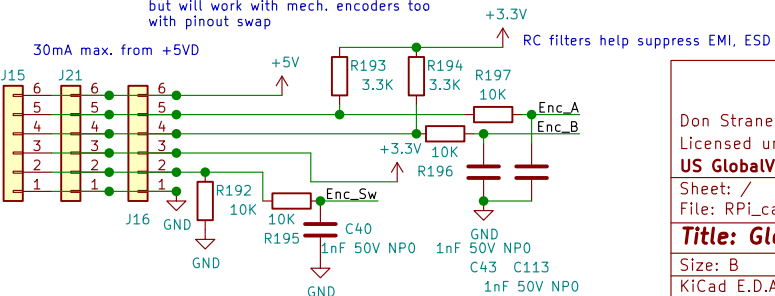 but will work with mech. encoders too
with pinout swap
+3.3V
30mA max. from +5VD
RC filters help suppress EMI, ESD
+5V
J15
J21
R193
3.3K
R194
3.3K
R197
10K
6
6
6
5
5
5
Enc_A
4
4
4
Enc_B
3
3
3
+3.3V
10K
R196
2
2
2
1
1
1
R192
10K
Enc_Sw
J16
GND
10K
R195
C40
1nF 50V NP0
GND
1nF 50V NP0
C43
C113
1nF 50V NP0
GND
GND
Don Strane
Licensed un
US GlobalV
Sheet: /
File: RPi_ca
Title: Gl
Size: B
KiCad E.D.A